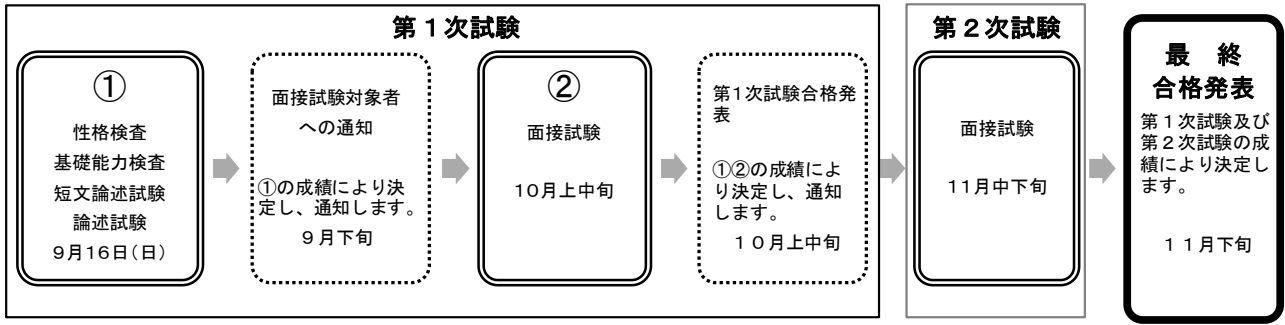 第１次試験
①
性格検査
基礎能力検査
短文論述試験
論述試験
9月16日(日)
面接試験対象者
への通知
①の成績により決
定し、通知します。
９月下旬
②
面接試験
10月上中旬
第1次試験合格発
表
①②の成績によ
り決定し、通知
します。
１０月上中旬
第２次試験
面接試験
11月中下旬
最　終
合格発表
第１次試験及び
第２次試験の成
績により決定し
ます。
１１月下旬